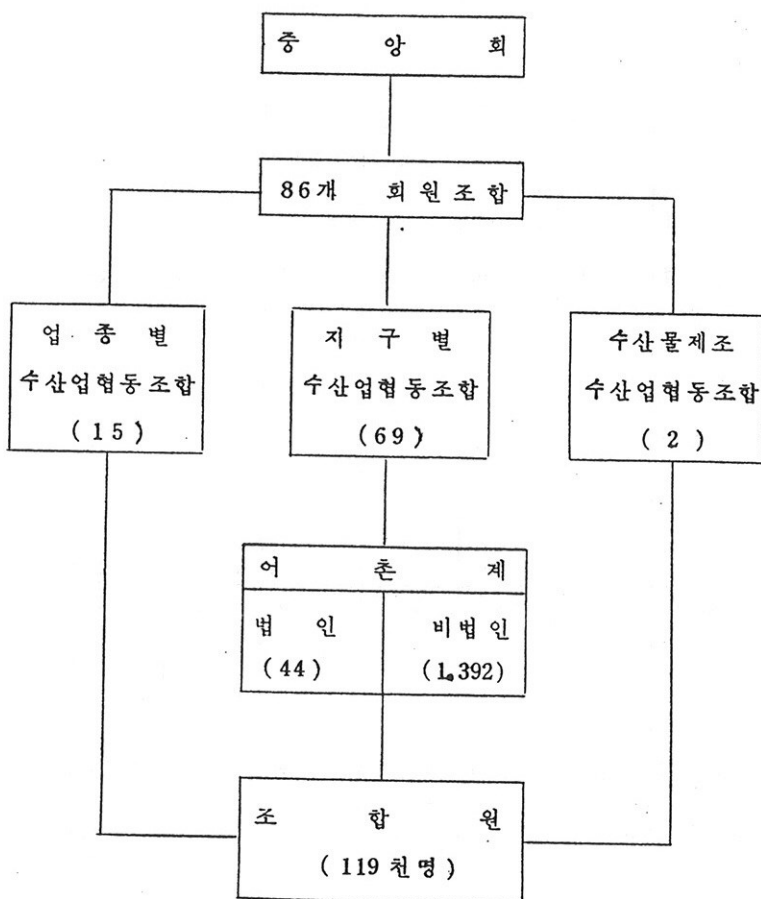 중 앙 회
86개 회원조합
업종별
수산업협동조합
(15)
지구별
수산업협동조합
(69)
수산물제조
수산업협동조합
(2)
어 촌 계
법 인
(44)
비법인
(1,392)
조 합 원
(119천명)